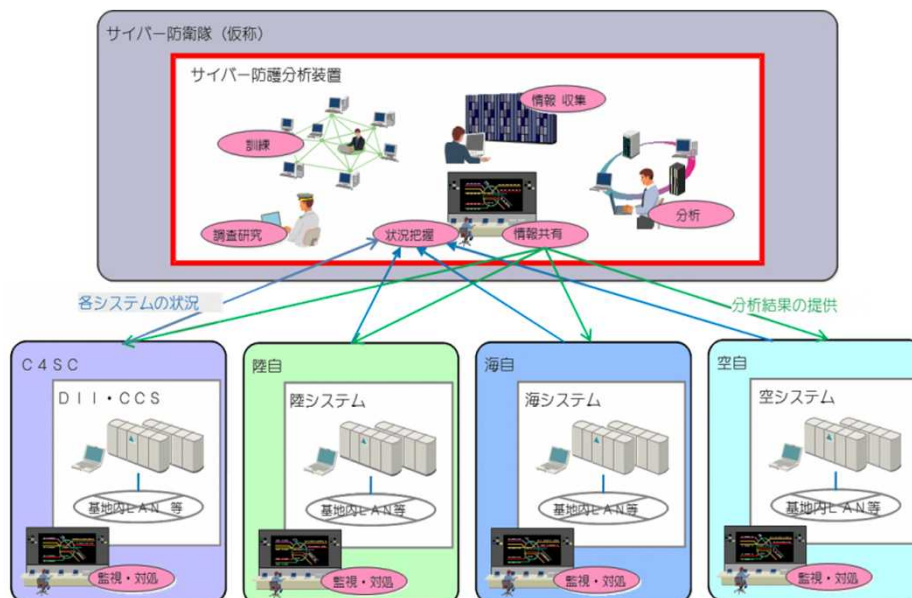 サイバー防衛隊（仮称）
サイバー防護分析装置
情報 収集
訓練
分析
調査研究
状況把握
情報共有
各システムの状況
分析結果の提供
Ｃ４ＳＣ
ＤＩＩ・ＣＣＳ
基地内ＬＡＮ 等
監視・対処
陸自
陸システム
基地内ＬＡＮ等
監視・対処
海自
海システム
基地内ＬＡＮ等
監視・対処
空自
空システム
基地内ＬＡＮ等
監視・対処